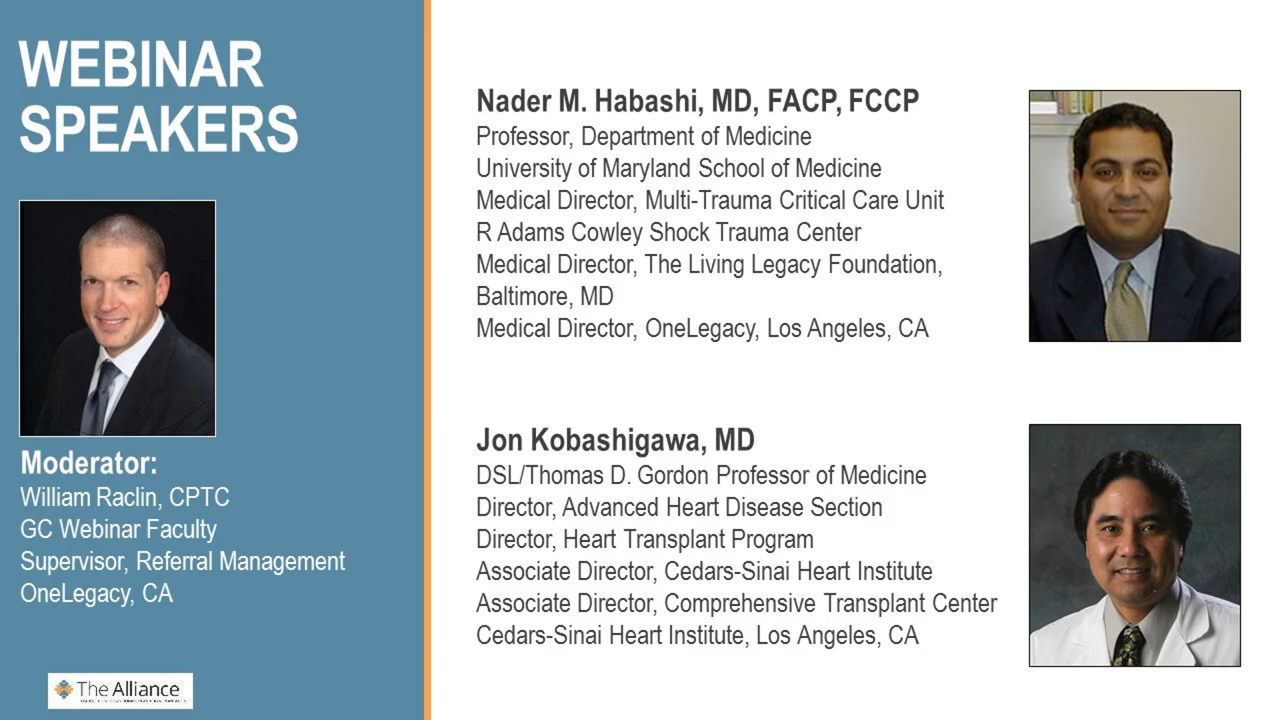 WEBINAR
SPEAKERS
Moderator:
William Raclin, CPTC
GC Webinar Faculty
Supervisor, Referral Management
OneLegacy, CA
The Alliance
Nader M. Habashi, MD, FACP, FCCP
Professor, Department of Medicine
University of Maryland School of Medicine
Medical Director, Multi-Trauma Critical Care Unit
R Adams Cowley Shock Trauma Center
Medical Director, The Living Legacy Foundation,
Baltimore, MD
Medical Director, OneLegacy, Los Angeles, CA
Jon Kobashigawa, MD
DSL/Thomas D. Gordon Professor of Medicine
Director, Advanced Heart Disease Section
Director, Heart Transplant Program
Associate Director, Cedars-Sinai Heart Institute
Associate Director, Comprehensive Transplant Center
Cedars-Sinai Heart Institute, Los Angeles, CA